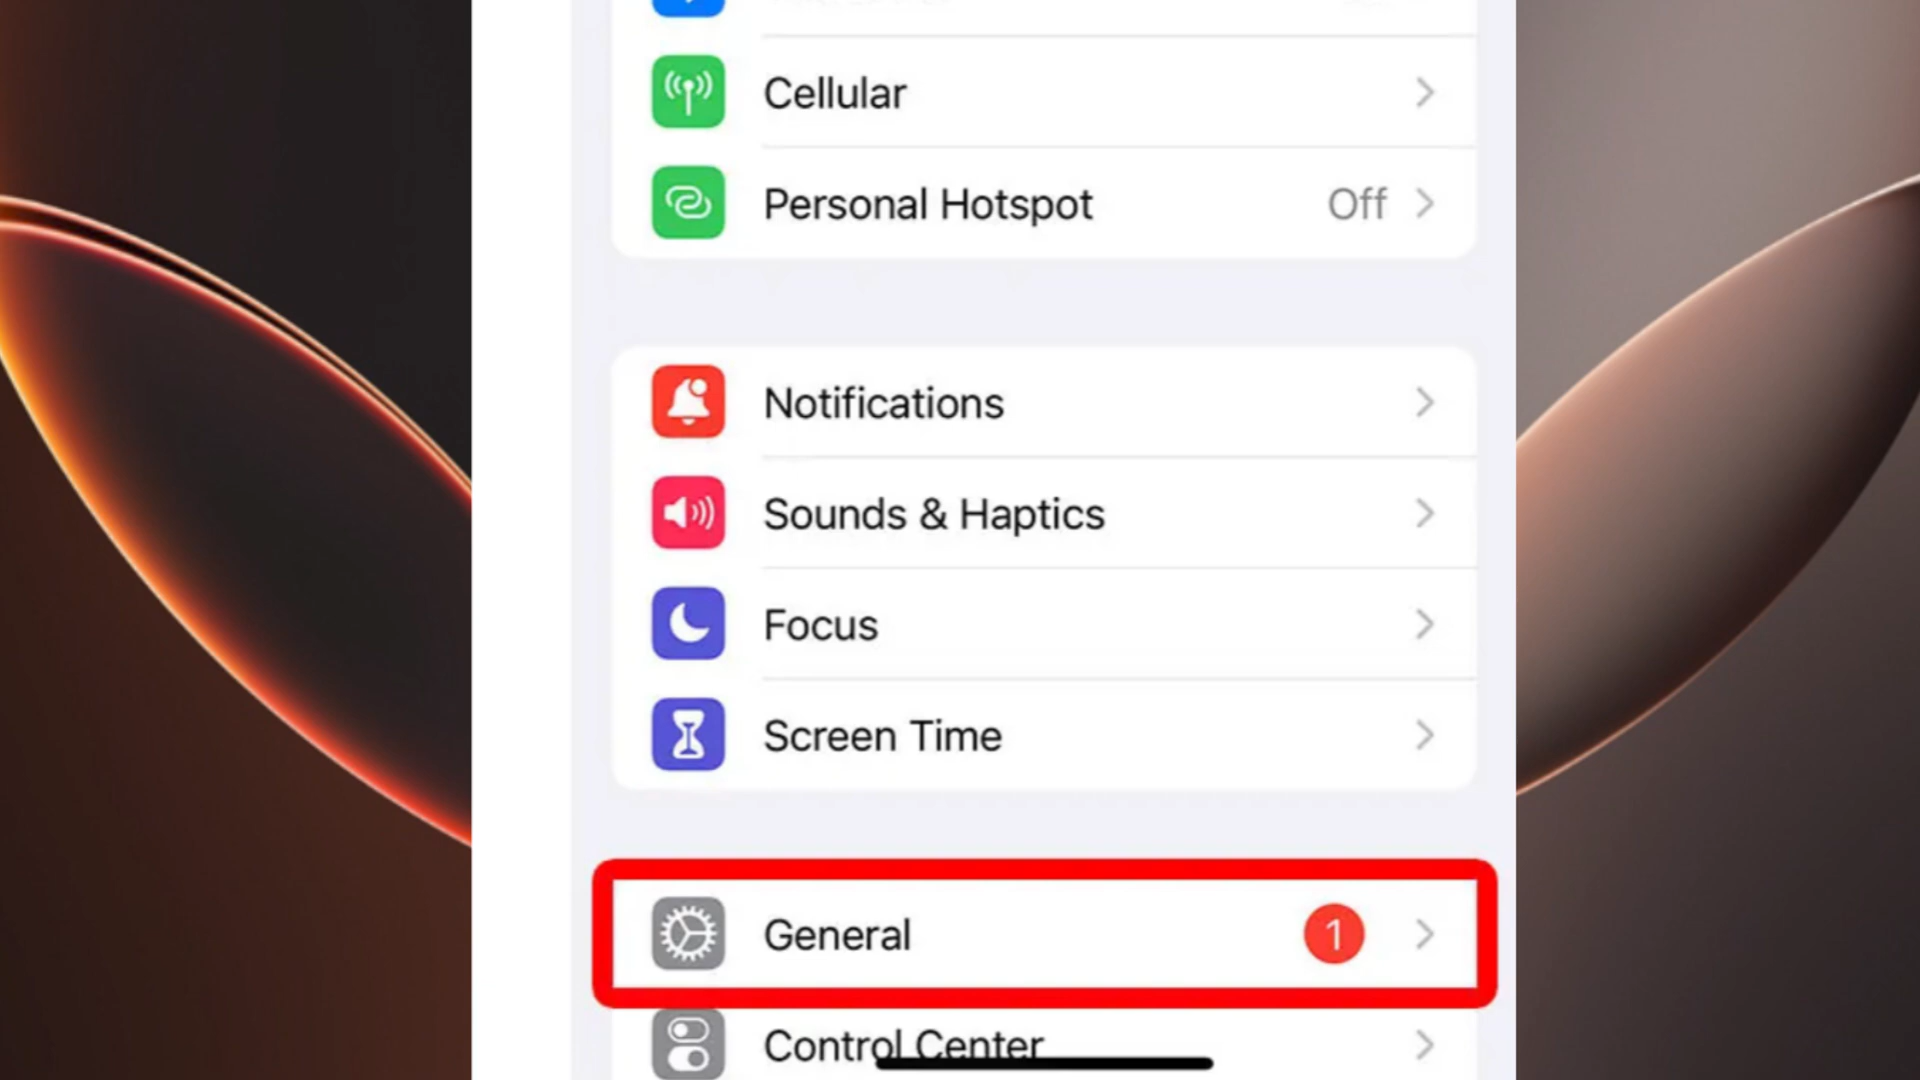 Cellular
Personal Hotspot Off
Notifications
Sounds & Haptics
Focus
Screen Time
General 1
Control Center